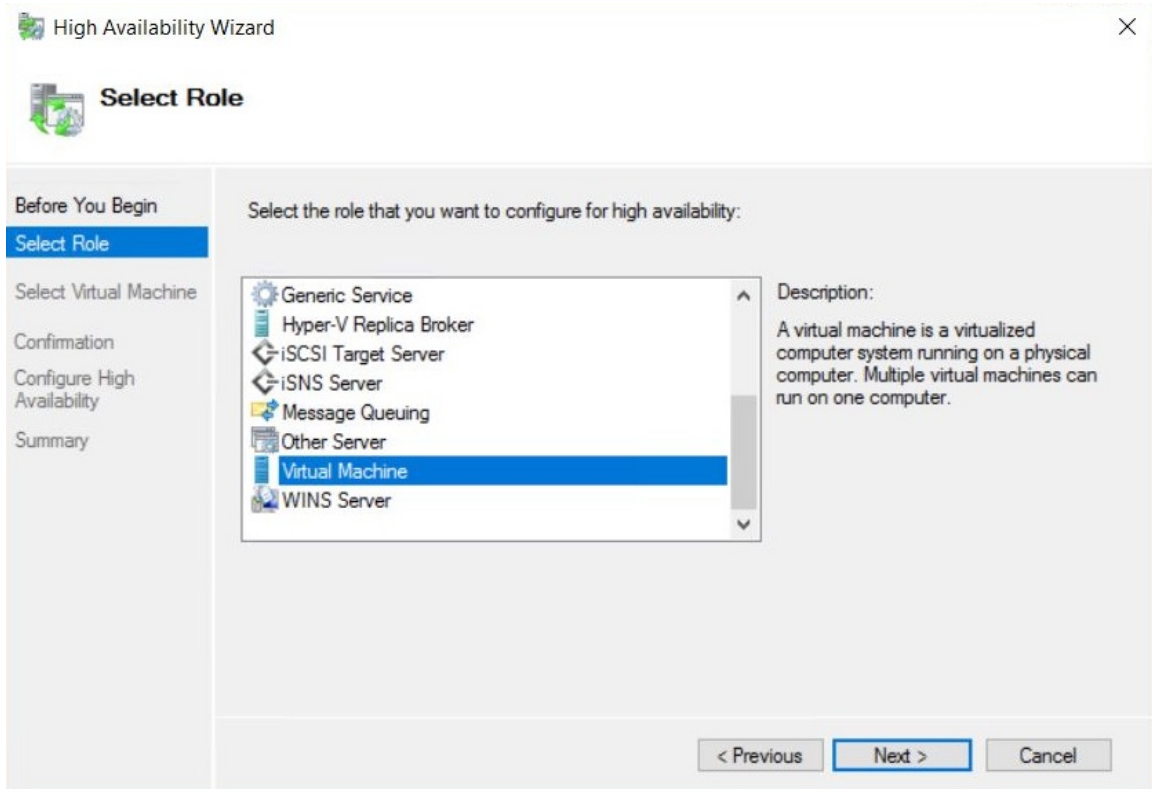 High Availability Wizard
Select Role
Before You Begin
Select Role
Select Virtual Machine
Confirmation
Configure High
Availability
Summary
Select the role that you want to configure for high availability:
Generic Service
Hyper-V Replica Broker
iSCSI Target Server
iSNS Server
Message Queuing
Other Server
Virtual Machine
WINS Server
Description:
A virtual machine is a virtualized
computer system running on a physical
computer. Multiple virtual machines can
run on one computer.
< Previous
Next >
Cancel